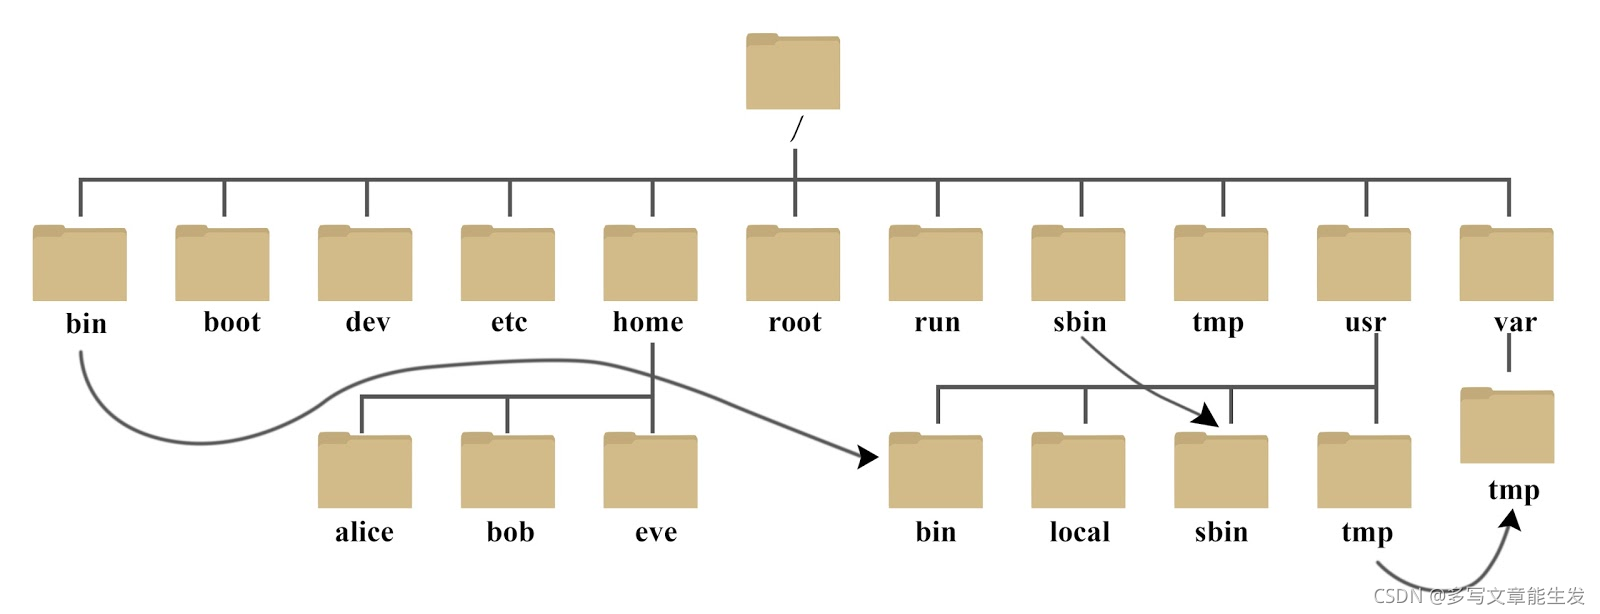 /
bin boot dev etc home root run sbin tmp usr var
tmp
alice bob eve bin local sbin tmp
CSDN @多写文章能生发